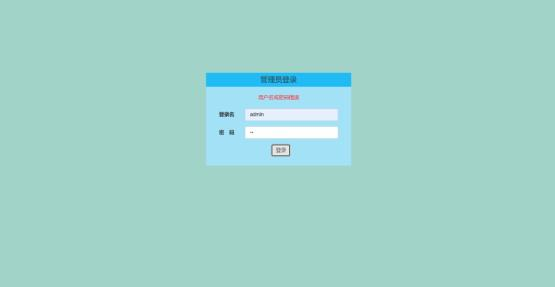 管理员登录
用户名或密码错误
登录名 admin
密 码 ••
登录